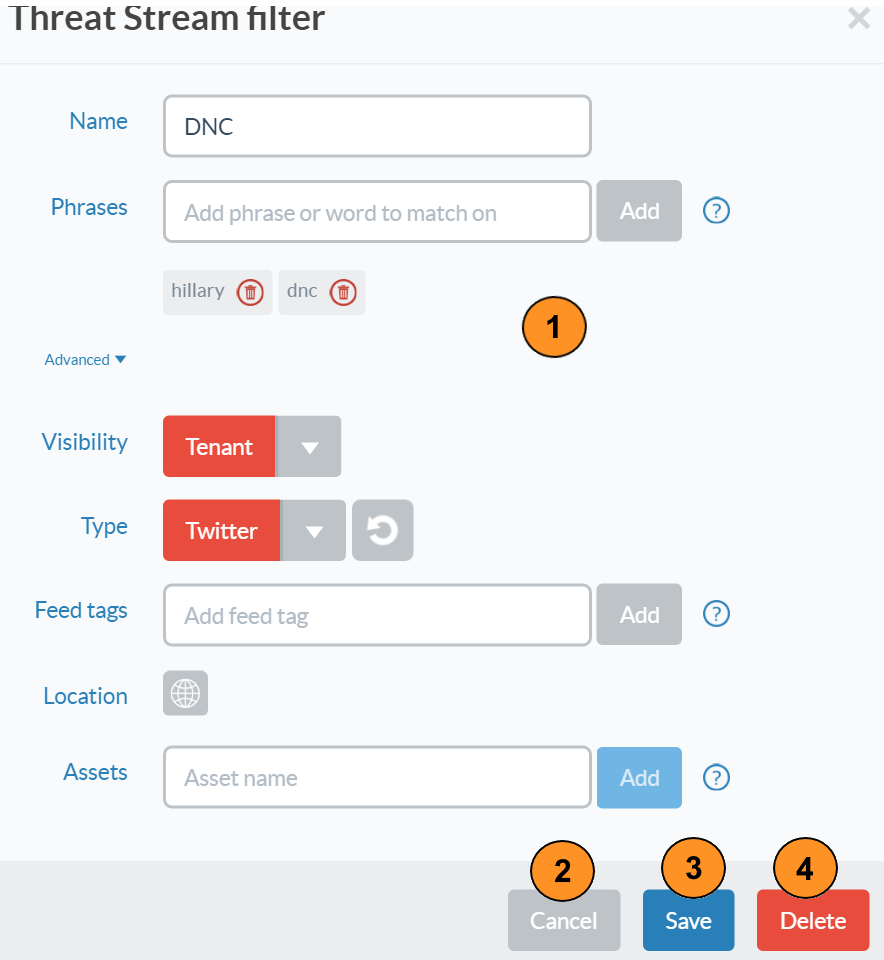 Threat Stream filter
Name
DNC
Phrases
Add phrase or word to match on
Add
?
hillary
dnc
1
Advanced
Visibility
Tenant
Type
Twitter
Feed tags
Add feed tag
Add
?
Location
Assets
Asset name
Add
?
2
3
4
Cancel
Save
Delete